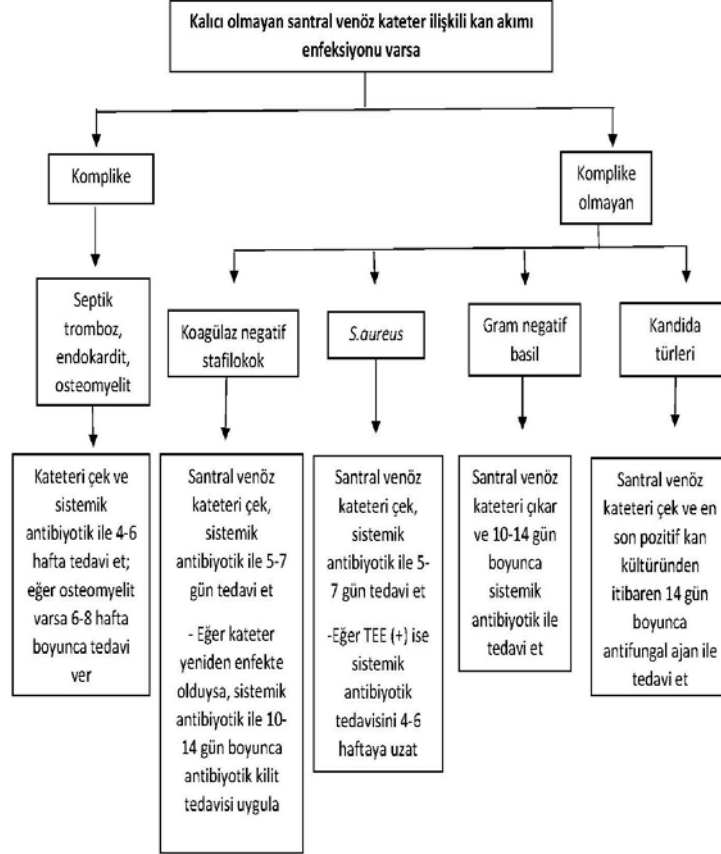 Kalıcı olmayan santral venöz kateter ilişkili kan akımı
enfeksiyonu varsa
Komplike
Komplike
olmayan
Septik
tromboz,
endokardit,
osteomyelit
Koagülaz negatif
stafilokok
S.aureus
Gram negatif
basil
Kandida
türleri
Kateteri çek ve
sistemik
antibiyotik ile 4-6
hafta tedavi et;
eğer osteomyelit
varsa 6-8 hafta
boyunca tedavi
ver
Santral venöz
kateteri çek,
sistemik
antibiyotik ile 5-7
gün tedavi et
- Eğer kateter
yeniden enfekte
olduysa, sistemik
antibiyotik ile 10-
14 gün boyunca
antibiyotik kilit
tedavisi uygula
Santral venöz
kateteri çek,
sistemik
antibiyotik ile 5-
7 gün tedavi et
-Eğer TEE (+) ise
sistemik
antibiyotik
tedavisini 4-6
haftaya uzat
Santral venöz
kateteri çıkar
ve 10-14 gün
boyunca
sistemik
antibiyotik ile
tedavi et
Santral venöz
kateteri çek ve en
son pozitif kan
kültüründen
itibaren 14 gün
boyunca
antifungal ajan ile
tedavi et